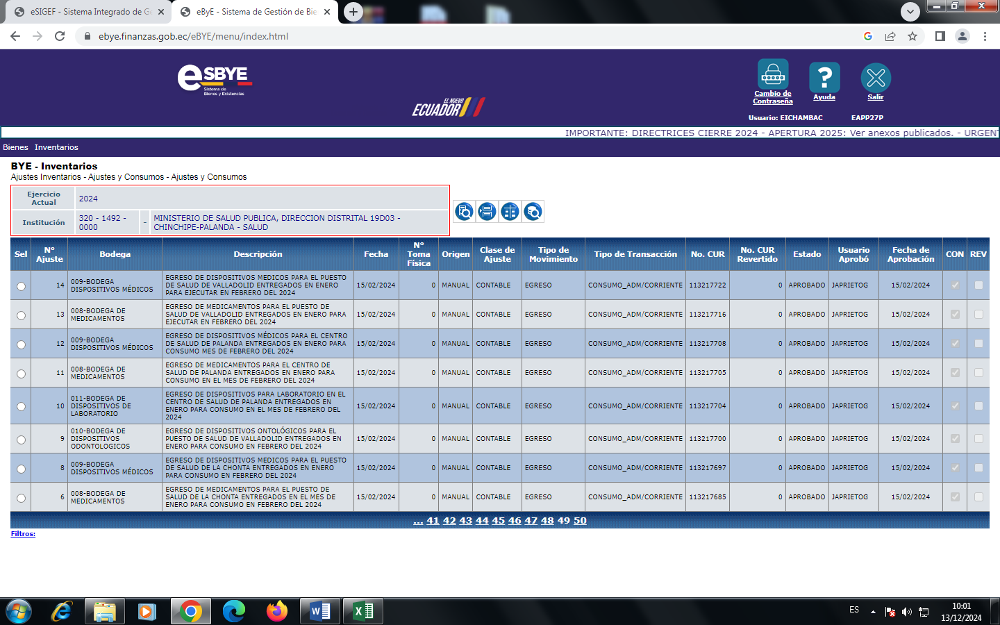 eSIGEF - Sistema Integrado de Ge
eByE - Sistema de Gestión de Bie
ebye.finanzas.gob.ec/eBYE/menu/index.html
eSBYE
Sistema de
Bienes y Existencias
EL NUEVO
ECUADOR
Cambio de
Contraseña
Ayuda
Salir
Usuario: EICHAMBAC EAPP27P
IMPORTANTE: DIRECTRICES CIERRE 2024 - APERTURA 2025: Ver anexos publicados. - URGENT
Bienes Inventarios
BYE - Inventarios
Ajustes Inventarios - Ajustes y Consumos - Ajustes y Consumos
Ejercicio
Actual
2024
Institución
320 - 1492 -
0000
-
MINISTERIO DE SALUD PUBLICA, DIRECCION DISTRITAL 19D03 -
CHINCHIPE-PALANDA - SALUD
Sel N° Ajuste Bodega Descripción Fecha N° Toma Física Origen Clase de Ajuste Tipo de Movimiento Tipo de Transacción No. CUR No. CUR Revertido Estado Usuario Aprobó Fecha de Aprobación CON REV
14 009-BODEGA DISPOSITIVOS MÉDICOS EGRESO DE DISPOSITIVOS MEDICOS PARA EL PUESTO DE SALUD DE VALLADOLID ENTREGADOS EN ENERO PARA EJECUTAR EN FEBRERO DEL 2024 15/02/2024 0 MANUAL CONTABLE EGRESO CONSUMO_ADM/CORRIENTE 113217722 0 APROBADO JAPRIETOG 15/02/2024
13 008-BODEGA DE MEDICAMENTOS EGRESO DE MEDICAMENTOS PARA EL PUESTO DE SALUD DE VALLADOLID ENTREGADOS EN ENERO PARA EJECUTAR EN FEBRERO DEL 2024 15/02/2024 0 MANUAL CONTABLE EGRESO CONSUMO_ADM/CORRIENTE 113217716 0 APROBADO JAPRIETOG 15/02/2024
12 009-BODEGA DISPOSITIVOS MÉDICOS EGRESO DE DISPOSITIVOS MÉDICOS PARA EL CENTRO DE SALUD DE PALANDA ENTREGADOS EN ENERO PARA CONSUMO MES DE FEBRERO DEL 2024 15/02/2024 0 MANUAL CONTABLE EGRESO CONSUMO_ADM/CORRIENTE 113217708 0 APROBADO JAPRIETOG 15/02/2024
11 008-BODEGA DE MEDICAMENTOS EGRESO DE MEDICAMENTOS PARA EL CENTRO DE SALUD DE PALANDA ENTREGADOS EN ENERO PARA CONSUMO EN EL MES DE FEBRERO DEL 2024 15/02/2024 0 MANUAL CONTABLE EGRESO CONSUMO_ADM/CORRIENTE 113217705 0 APROBADO JAPRIETOG 15/02/2024
10 011-BODEGA DE DISPOSITIVOS DE LABORATORIO EGRESO DE DISPOSITIVOS PARA LABORATORIO EN EL CENTRO DE SALUD DE PALANDA ENTREGADOS EN ENERO PARA CONSUMO EN EL MES DE FEBRERO DEL 2024 15/02/2024 0 MANUAL CONTABLE EGRESO CONSUMO_ADM/CORRIENTE 113217704 0 APROBADO JAPRIETOG 15/02/2024
9 010-BODEGA DE DISPOSITIVOS ODONTOLOGICOS EGRESO DE DISPOSITIVOS ONTOLÓGICOS PARA EL PUESTO DE SALUD DE VALLADOLID ENTREGADOS EN ENERO PARA CONSUMO EN FEBRERO DEL 2024 15/02/2024 0 MANUAL CONTABLE EGRESO CONSUMO_ADM/CORRIENTE 113217700 0 APROBADO JAPRIETOG 15/02/2024
8 009-BODEGA DISPOSITIVOS MÉDICOS EGRESO DE DISPOSITIVOS MEDICOS PARA EL PUESTO DE SALUD DE LA CHONTA ENTREGADOS EN ENERO PARA CONSUMO EN FEBRERO DEL 2024 15/02/2024 0 MANUAL CONTABLE EGRESO CONSUMO_ADM/CORRIENTE 113217697 0 APROBADO JAPRIETOG 15/02/2024
6 008-BODEGA DE MEDICAMENTOS EGRESO DE MEDICAMENTOS PARA EL PUESTO DE SALUD DE LA CHONTA ENTREGADOS EN EL MES DE ENERO PARA CONSUMO EN FEBRERO DEL 2024 15/02/2024 0 MANUAL CONTABLE EGRESO CONSUMO_ADM/CORRIENTE 113217685 0 APROBADO JAPRIETOG 15/02/2024
... 41 42 43 44 45 46 47 48 49 50
Filtros:
ES
10:01
13/12/2024